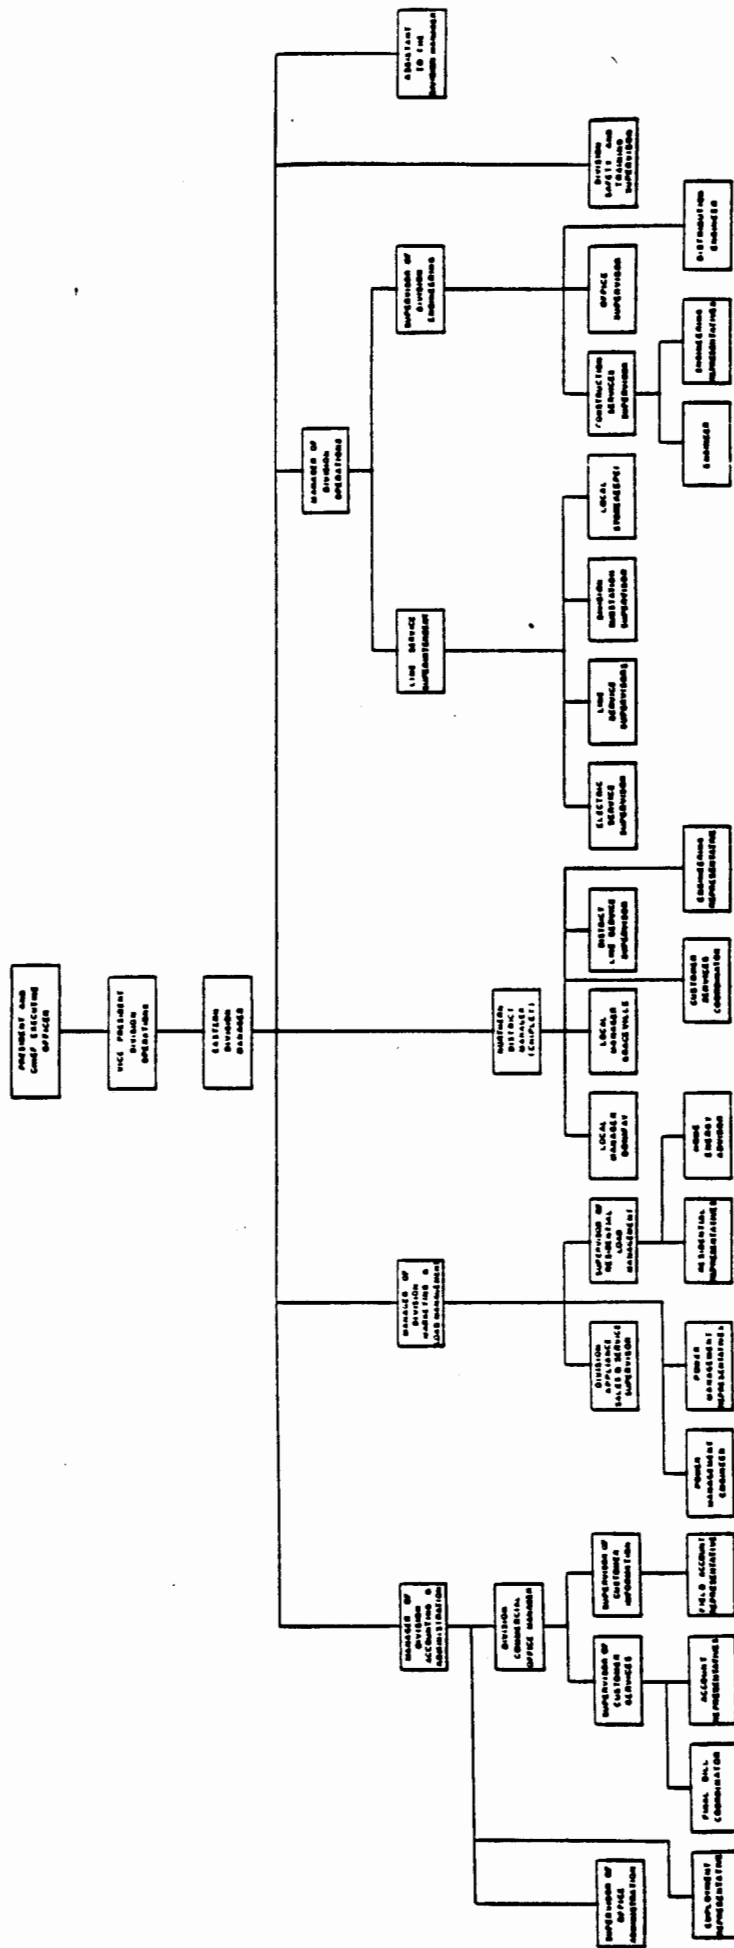 PRESIDENT AND
CHIEF EXECUTIVE
OFFICER
VICE PRESIDENT
DIVISION
OPERATIONS
EASTERN
DIVISION
MANAGER
MANAGER OF
DIVISION
ACCOUNTING &
ADMINISTRATION
MANAGER OF
DIVISION
MARKETING &
LOAD MANAGEMENT
NORTHERN
DISTRICT
MANAGER
(CHIPLEY)
MANAGER OF
DIVISION
OPERATIONS
ASSISTANT
TO THE
DIVISION MANAGER
LINE SERVICE
SUPERINTENDENT
SUPERVISOR OF
DIVISION
ENGINEERING
DIVISION
COMMERCIAL
OFFICE MANAGER
SUPERVISOR OF
OFFICE
ADMINISTRATION
SUPERVISOR OF
CUSTOMER
SERVICES
SUPERVISOR OF
CUSTOMER
INFORMATION
DIVISION
APPLIANCE
SALES & SERVICE
SUPERVISOR
SUPERVISOR OF
RESIDENTIAL
LOAD
MANAGEMENT
LOCAL
MANAGER
BONIFAY
LOCAL
MANAGER
GRACEVILLE
DISTRICT
LINE SERVICE
SUPERVISOR
ELECTRIC
SERVICE
SUPERVISOR
LINE
SERVICE
SUPERVISORS
DIVISION
SUBSTATION
SUPERVISOR
LOCAL
STOREKEEPER
CONSTRUCTION
SERVICES
SUPERVISOR
OFFICE
SUPERVISOR
DIVISION
SAFETY AND
TRAINING
SUPERVISOR
EMPLOYMENT
REPRESENTATIVE
FINAL BILL
COORDINATOR
ACCOUNT
REPRESENTATIVES
FIELD ACCOUNT
REPRESENTATIVE
POWER
MANAGEMENT
ENGINEER
POWER
MANAGEMENT
REPRESENTATIVES
RESIDENTIAL
REPRESENTATIVES
HOME
ENERGY
ADVISOR
CUSTOMER
SERVICES
COORDINATOR
ENGINEERING
REPRESENTATIVE
ENGINEER
ENGINEERING
REPRESENTATIVES
DISTRIBUTION
ENGINEER